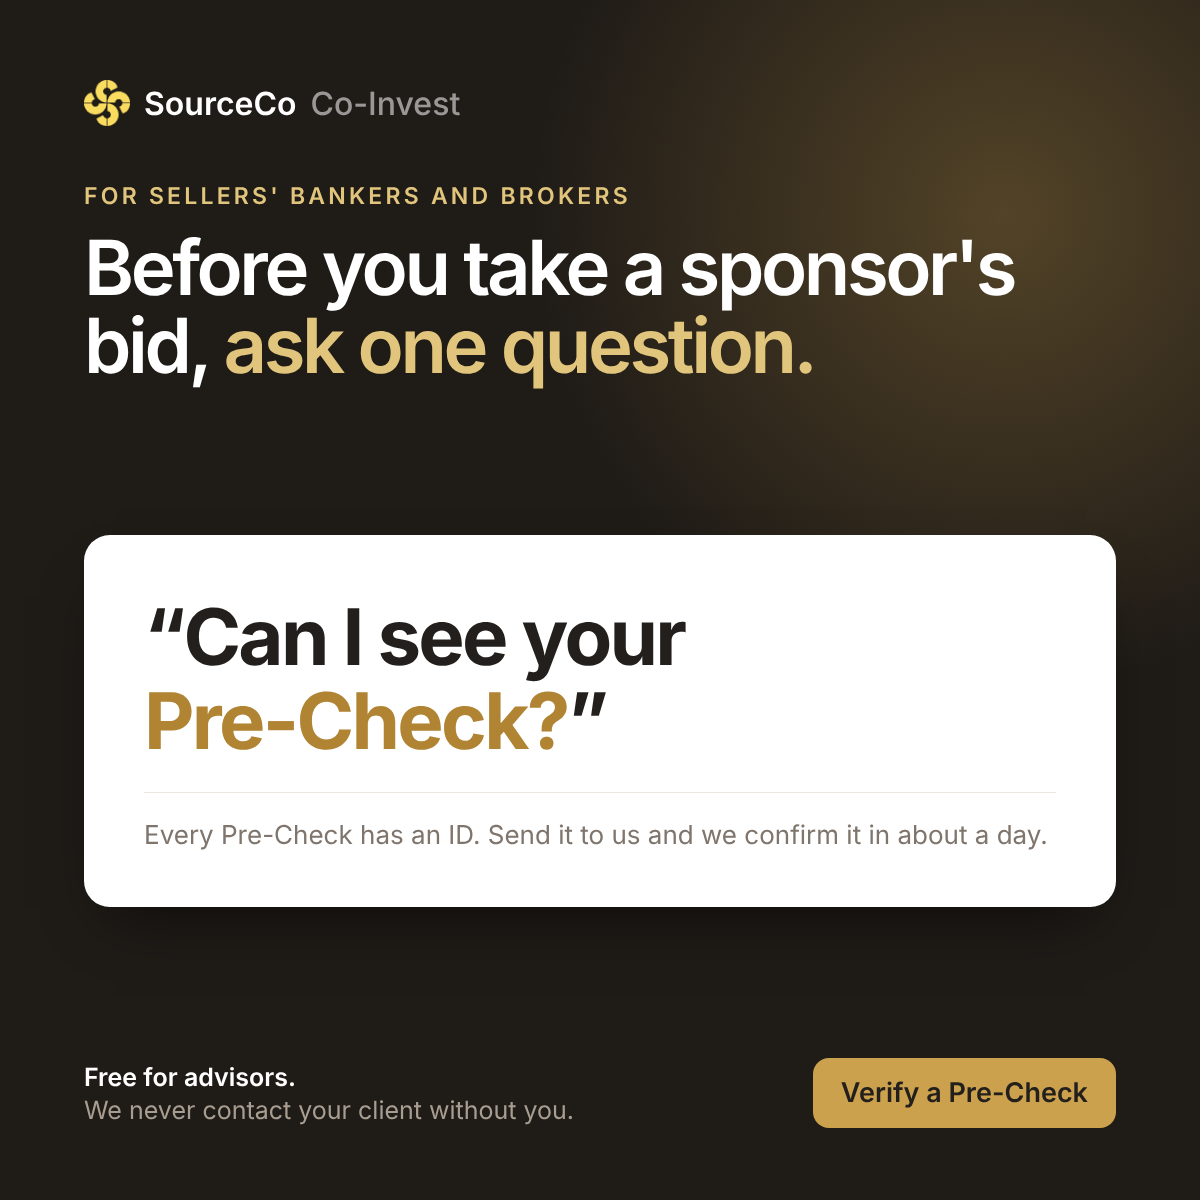 SourceCo Co-Invest
FOR SELLERS' BANKERS AND BROKERS
Before you take a sponsor's
bid, ask one question.
“Can I see your
Pre-Check?”
Every Pre-Check has an ID. Send it to us and we confirm it in about a day.
Free for advisors.
We never contact your client without you.
Verify a Pre-Check